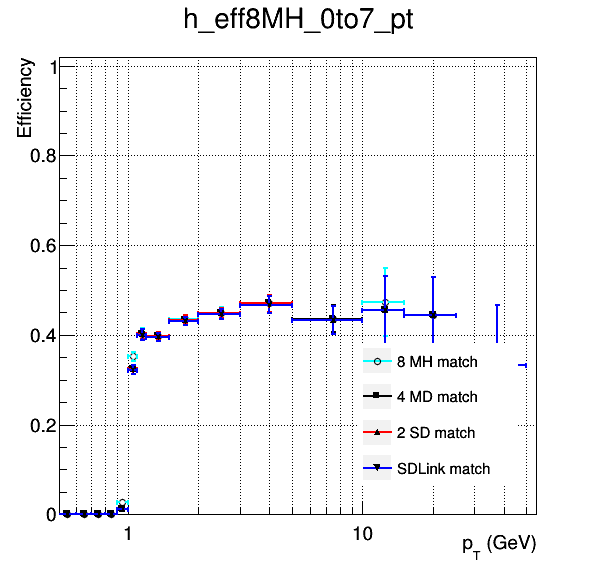 h_eff8MH_0to7_pt
Efficiency
1
0.8
0.6
0.4
0.2
0
8 MH match
4 MD match
2 SD match
SDLink match
1
10
p_T (GeV)